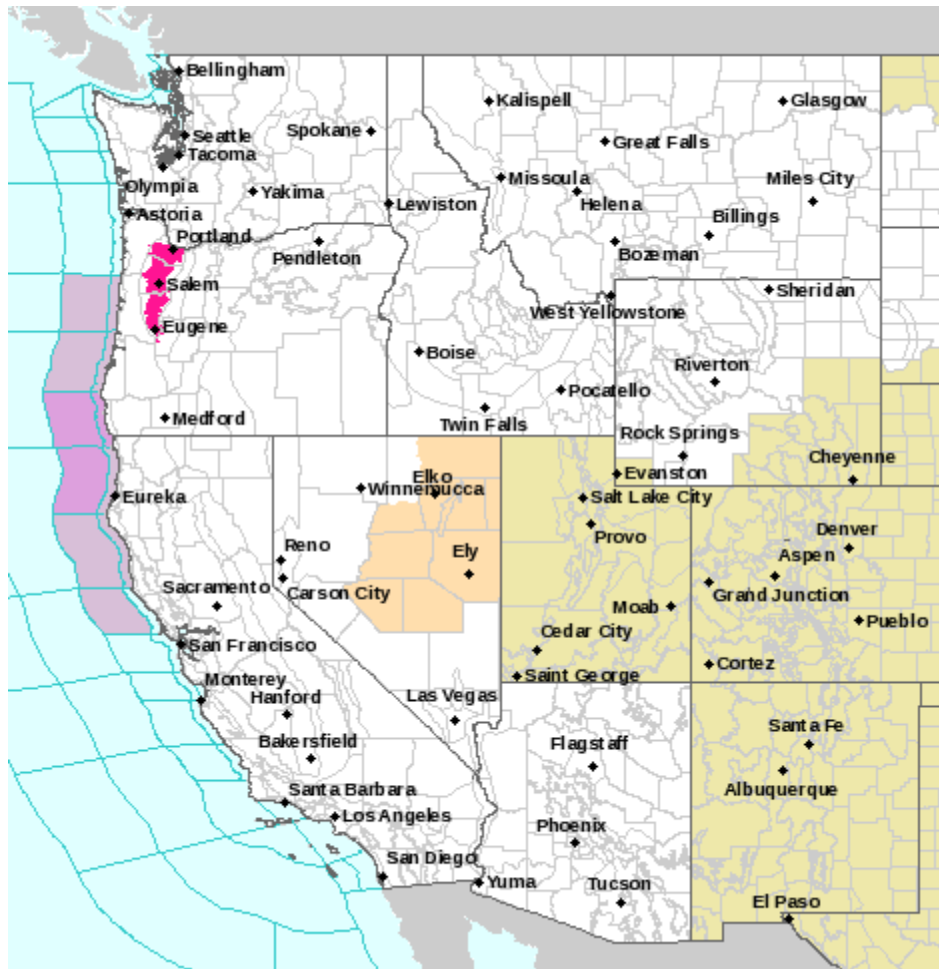 Bellingham
Kalispell
Glasgow
Seattle
Spokane
Great Falls
Tacoma
Olympia
Yakima
Lewiston
Missoula
Helena
Miles City
Astoria
Billings
Portland
Pendleton
Bozeman
Salem
Sheridan
West Yellowstone
Eugene
Boise
Riverton
Pocatello
Medford
Twin Falls
Rock Springs
Cheyenne
Elko
Evanston
Eureka
Winnemucca
Salt Lake City
Provo
Denver
Reno
Ely
Aspen
Sacramento
Carson City
Grand Junction
Moab
Pueblo
Cedar City
San Francisco
Cortez
Saint George
Monterey
Hanford
Las Vegas
Santa Fe
Bakersfield
Flagstaff
Albuquerque
Santa Barbara
Los Angeles
Phoenix
San Diego
Yuma
Tucson
El Paso